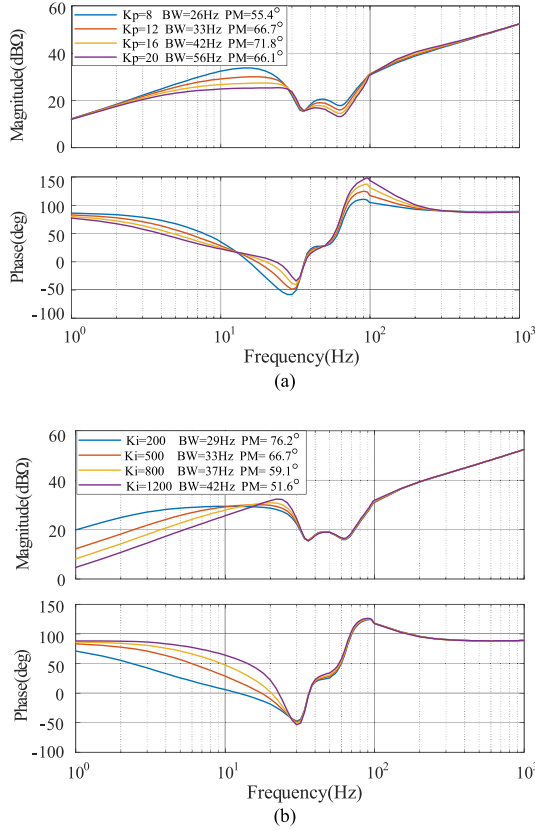 60
40
20
0
Magnitude(dBΩ)
Kp=8 BW=26Hz PM=55.4°
Kp=12 BW=33Hz PM=66.7°
Kp=16 BW=42Hz PM=71.8°
Kp=20 BW=56Hz PM=66.1°
150
100
50
0
-50
-100
Phase(deg)
10^0 10^1 10^2 10^3
Frequency(Hz)
(a)
60
40
20
0
Magnitude(dBΩ)
Ki=200 BW=29Hz PM= 76.2°
Ki=500 BW=33Hz PM= 66.7°
Ki=800 BW=37Hz PM= 59.1°
Ki=1200 BW=42Hz PM= 51.6°
150
100
50
0
-50
-100
Phase(deg)
10^0 10^1 10^2 10^3
Frequency(Hz)
(b)